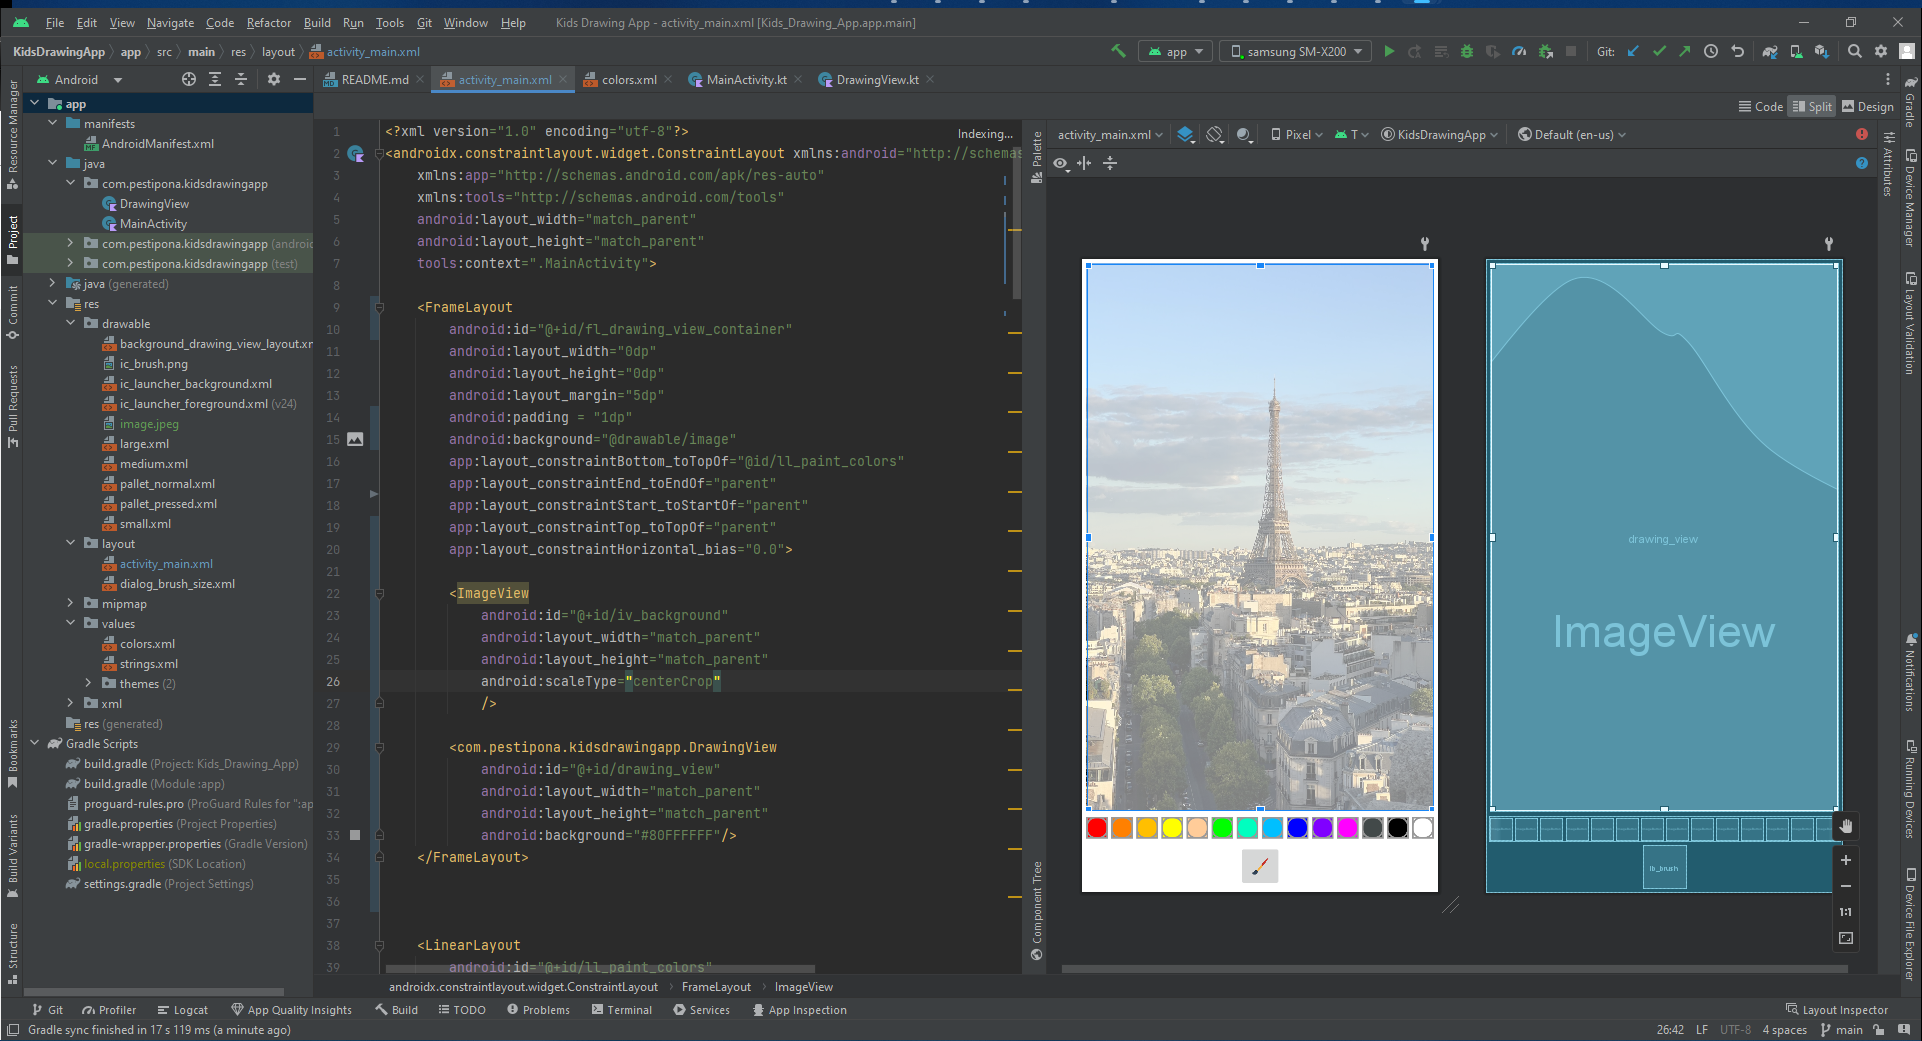 File Edit View Navigate Code Refactor Build Run Tools Git Window Help Kids Drawing App - activity_main.xml [Kids_Drawing_App.app.main]
KidsDrawingApp app src main res layout activity_main.xml app samsung SM-X200 Git:
Android README.md activity_main.xml colors.xml MainActivity.kt DrawingView.kt
Code Split Design
Resource Manager
Project
Commit
Pull Requests
Bookmarks
Build Variants
Structure
app
manifests
AndroidManifest.xml
java
com.pestipona.kidsdrawingapp
DrawingView
MainActivity
com.pestipona.kidsdrawingapp (androic
com.pestipona.kidsdrawingapp (test)
java (generated)
res
drawable
background_drawing_view_layout.xr
ic_brush.png
ic_launcher_background.xml
ic_launcher_foreground.xml (v24)
image.jpeg
large.xml
medium.xml
pallet_normal.xml
pallet_pressed.xml
small.xml
layout
activity_main.xml
dialog_brush_size.xml
mipmap
values
colors.xml
strings.xml
themes (2)
xml
res (generated)
Gradle Scripts
build.gradle (Project: Kids_Drawing_App)
build.gradle (Module :app)
proguard-rules.pro (ProGuard Rules for ":ap
gradle.properties (Project Properties)
gradle-wrapper.properties (Gradle Version)
local.properties (SDK Location)
settings.gradle (Project Settings)
1 <?xml version="1.0" encoding="utf-8"?> Indexing...
2 <androidx.constraintlayout.widget.ConstraintLayout xmlns:android="http://schemas
3 xmlns:app="http://schemas.android.com/apk/res-auto"
4 xmlns:tools="http://schemas.android.com/tools"
5 android:layout_width="match_parent"
6 android:layout_height="match_parent"
7 tools:context=".MainActivity">
8
9 <FrameLayout
10 android:id="@+id/fl_drawing_view_container"
11 android:layout_width="0dp"
12 android:layout_height="0dp"
13 android:layout_margin="5dp"
14 android:padding = "1dp"
15 android:background="@drawable/image"
16 app:layout_constraintBottom_toTopOf="@id/ll_paint_colors"
17 app:layout_constraintEnd_toEndOf="parent"
18 app:layout_constraintStart_toStartOf="parent"
19 app:layout_constraintTop_toTopOf="parent"
20 app:layout_constraintHorizontal_bias="0.0">
21
22 <ImageView
23 android:id="@+id/iv_background"
24 android:layout_width="match_parent"
25 android:layout_height="match_parent"
26 android:scaleType="centerCrop"
27 />
28
29 <com.pestipona.kidsdrawingapp.DrawingView
30 android:id="@+id/drawing_view"
31 android:layout_width="match_parent"
32 android:layout_height="match_parent"
33 android:background="#80FFFFFF"/>
34 </FrameLayout>
35
36
37
38 <LinearLayout
39 android:id="@+id/ll_paint_colors"
androidx.constraintlayout.widget.ConstraintLayout FrameLayout ImageView
Palette
Component Tree
activity_main.xml Pixel T KidsDrawingApp Default (en-us)
drawing_view
ImageView
ib_brush
1:1
Attributes
Gradle
Device Manager
Layout Validation
Notifications
Running Devices
Device File Explorer
Git Profiler Logcat App Quality Insights Build TODO Problems Terminal Services App Inspection Layout Inspector
Gradle sync finished in 17 s 119 ms (a minute ago) 26:42 LF UTF-8 4 spaces main